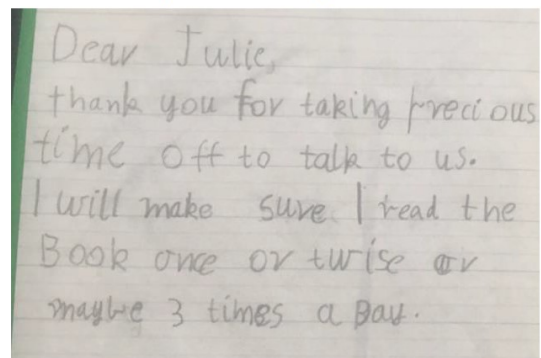 Dear Julie,
thank you for taking precious
time off to talk to us.
I will make sure I read the
Book once or twise or
maybe 3 times a Day.